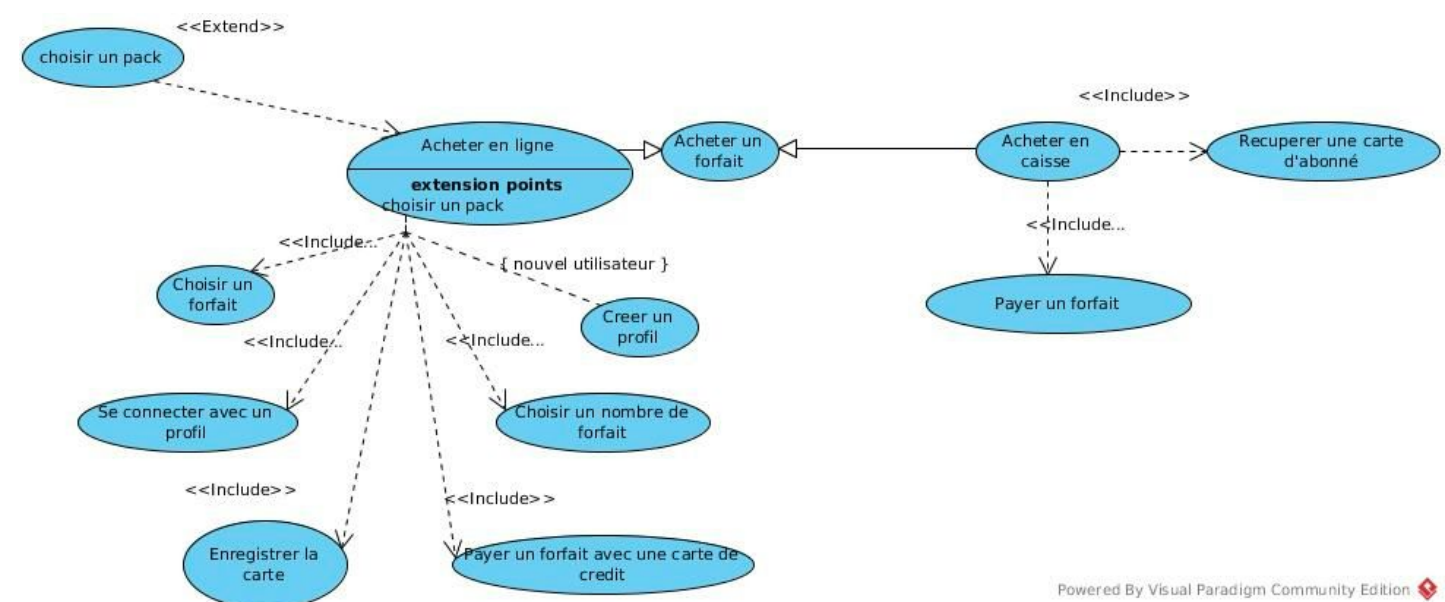 <<Extend>>
choisir un pack
<<Include>>
Acheter en ligne
extension points
choisir un pack
Acheter un
forfait
Acheter en
caisse
Recuperer une carte
d'abonné
<<Include...
Payer un forfait
<<Include...
{ nouvel utilisateur }
Choisir un
forfait
Creer un
profil
<<Include...
<<Include...
Se connecter avec un
profil
Choisir un nombre de
forfait
<<Include>>
<<Include>>
Enregistrer la
carte
Payer un forfait avec une carte de
credit
Powered By Visual Paradigm Community Edition